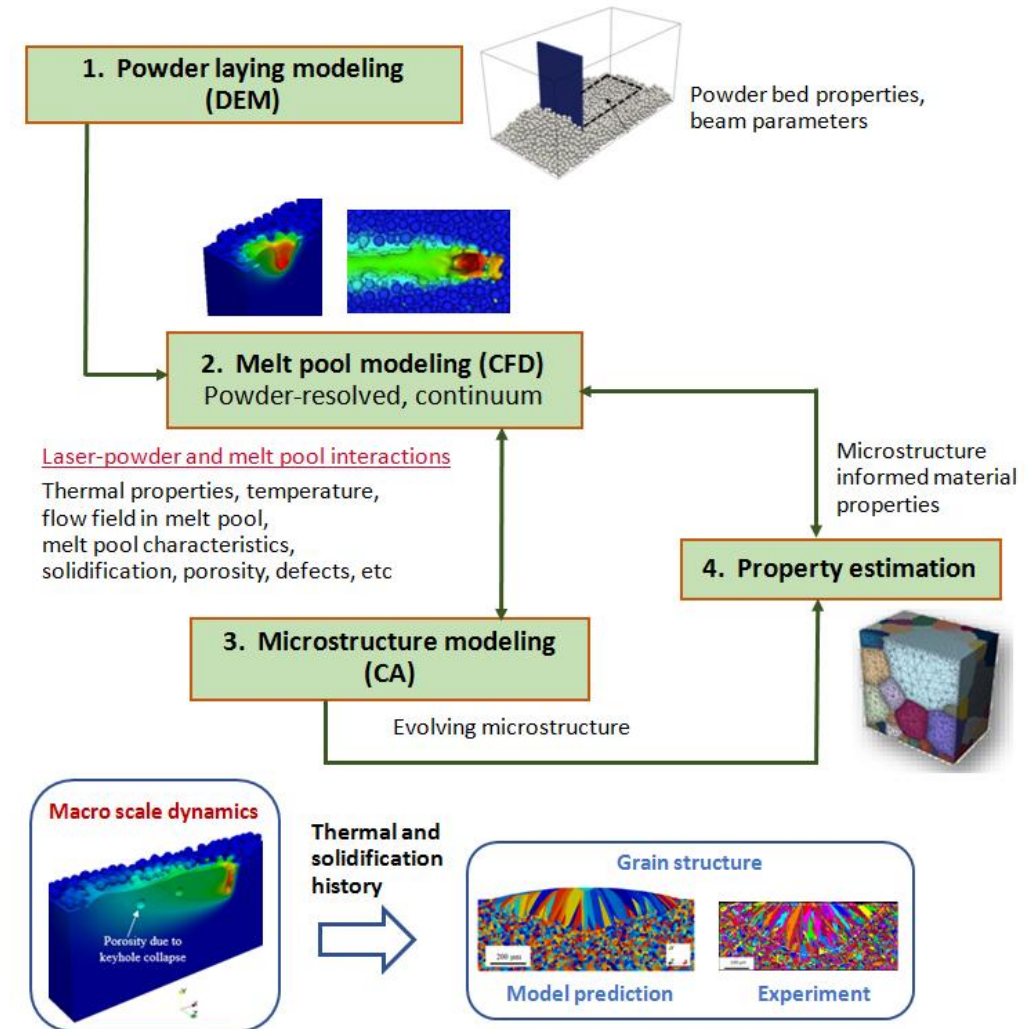 1. Powder laying modeling
(DEM)
Powder bed properties,
beam parameters
2. Melt pool modeling (CFD)
Powder-resolved, continuum
Laser-powder and melt pool interactions
Thermal properties, temperature,
flow field in melt pool,
melt pool characteristics,
solidification, porosity, defects, etc
Microstructure
informed material
properties
4. Property estimation
3. Microstructure modeling
(CA)
Evolving microstructure
Macro scale dynamics
Porosity due to
keyhole collapse
Thermal and
solidification
history
Grain structure
200 μm
Model prediction
Experiment